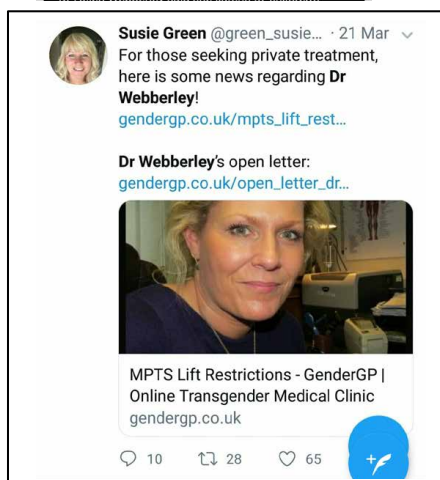 Susie Green @green_susie... · 21 Mar
For those seeking private treatment,
here is some news regarding Dr
Webberley!
gendergp.co.uk/mpts_lift_rest...
Dr Webberley's open letter:
gendergp.co.uk/open_letter_dr...
MPTS Lift Restrictions - GenderGP |
Online Transgender Medical Clinic
gendergp.co.uk
10 28 65